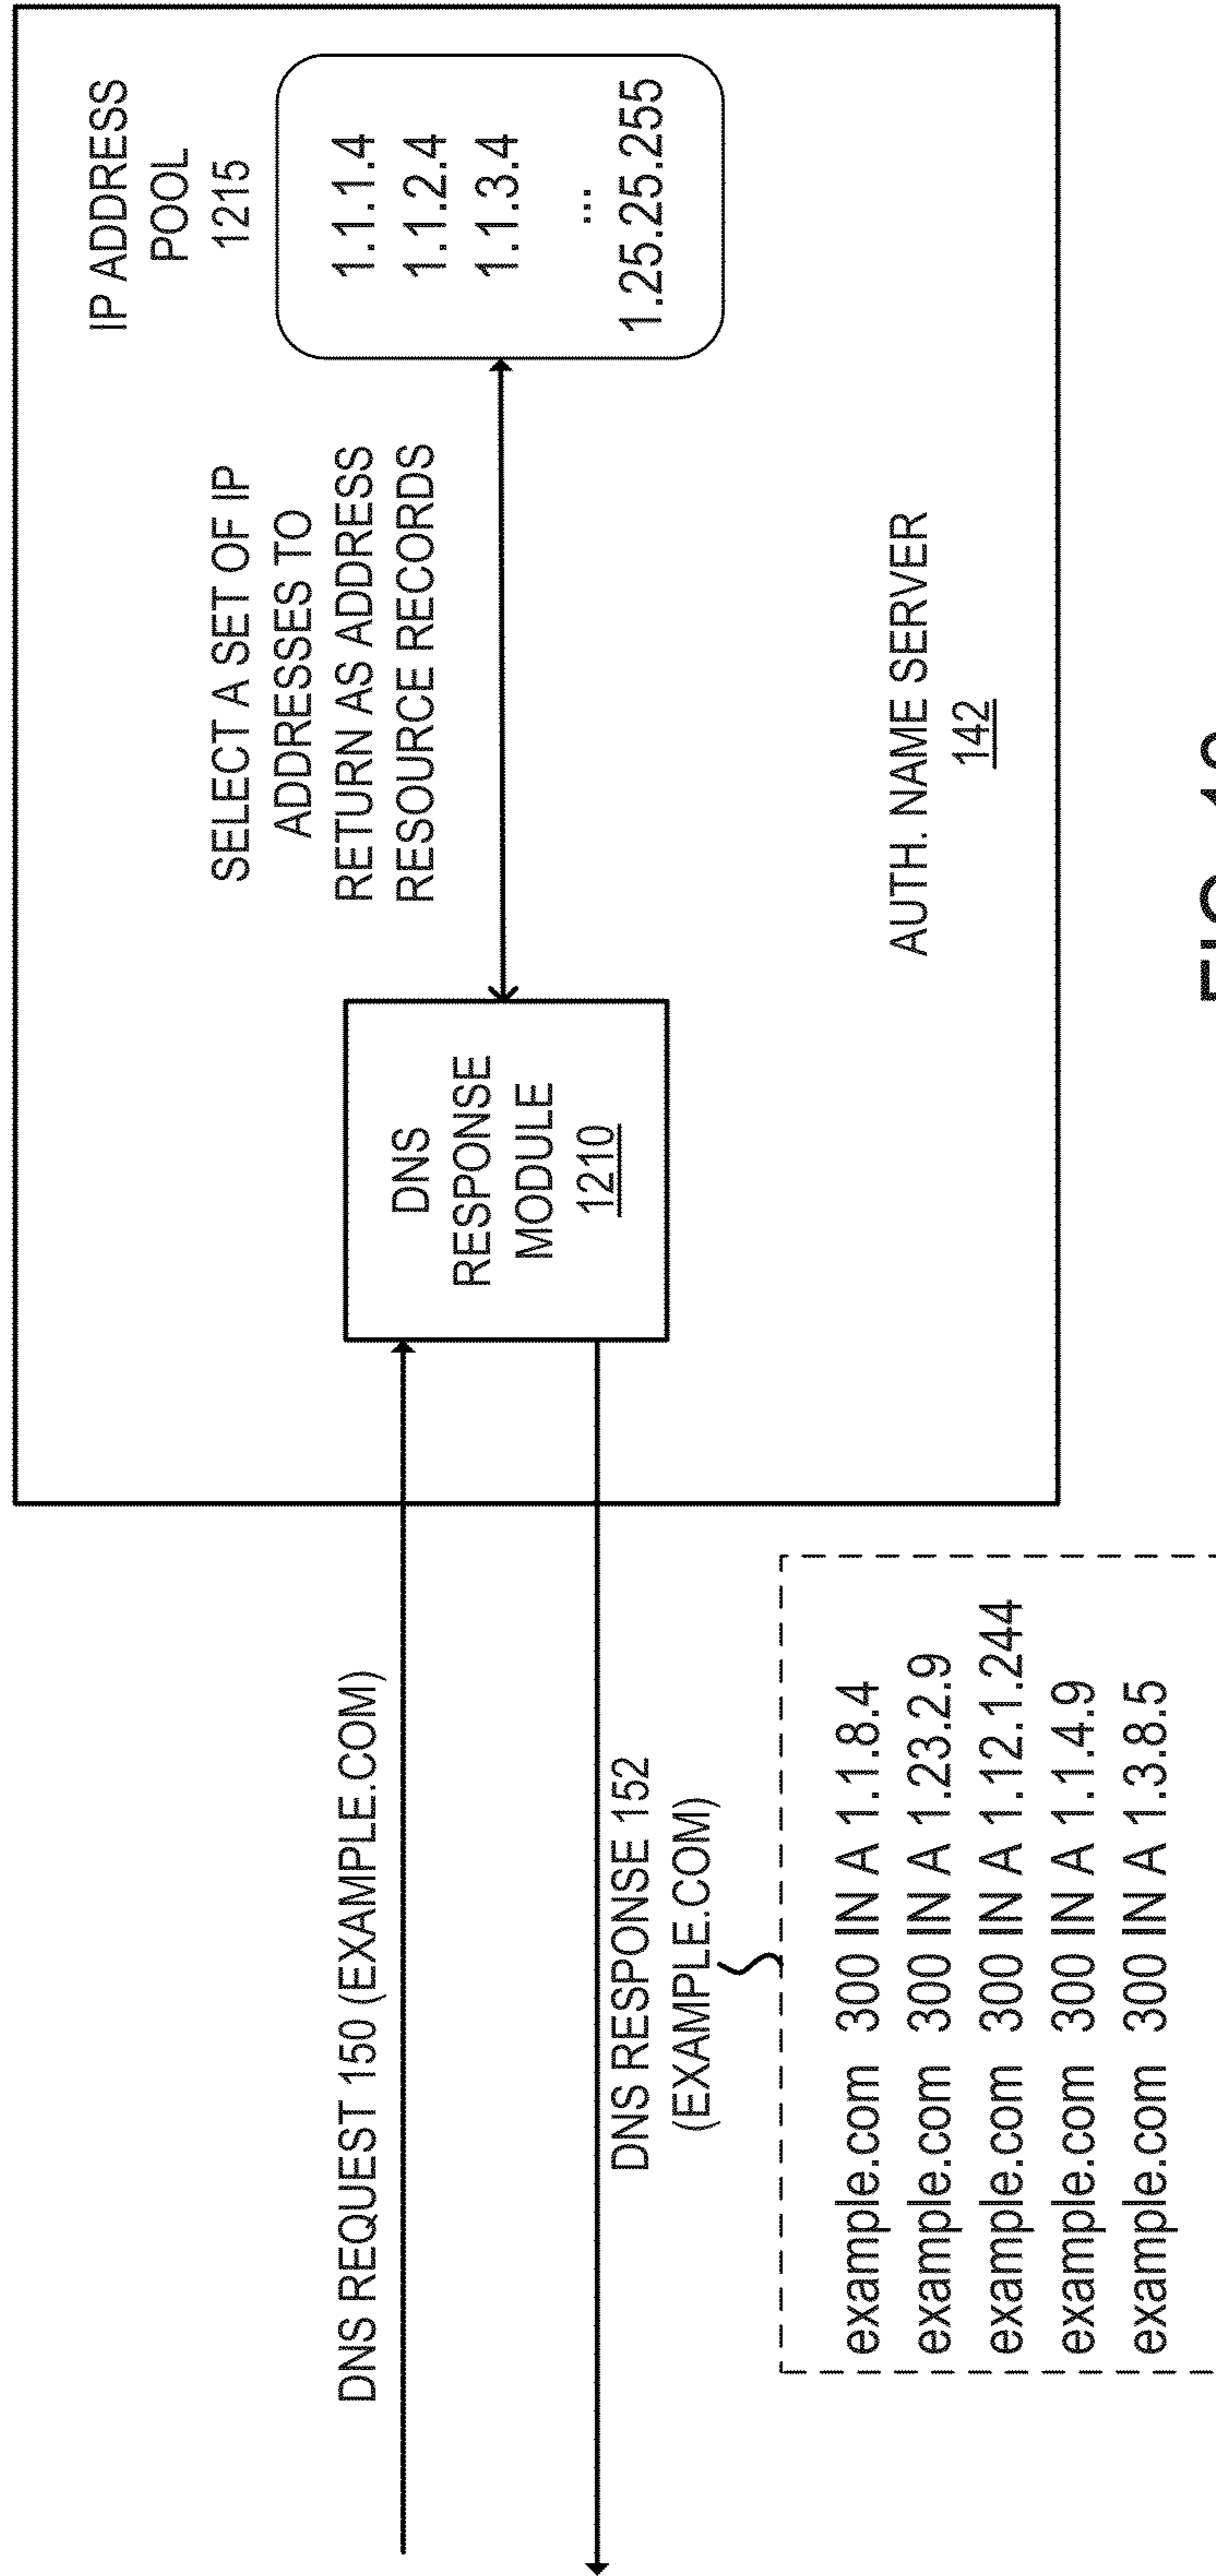 IP ADDRESS
POOL
1215
1.1.1.4
1.1.2.4
1.1.3.4
...
1.25.25.255
SELECT A SET OF IP
ADDRESSES TO
RETURN AS ADDRESS
RESOURCE RECORDS
DNS
RESPONSE
MODULE
1210
AUTH. NAME SERVER
142
DNS REQUEST 150 (EXAMPLE.COM)
DNS RESPONSE 152
(EXAMPLE.COM)
example.com 300 IN A 1.1.8.4
example.com 300 IN A 1.23.2.9
example.com 300 IN A 1.12.1.244
example.com 300 IN A 1.1.4.9
example.com 300 IN A 1.3.8.5